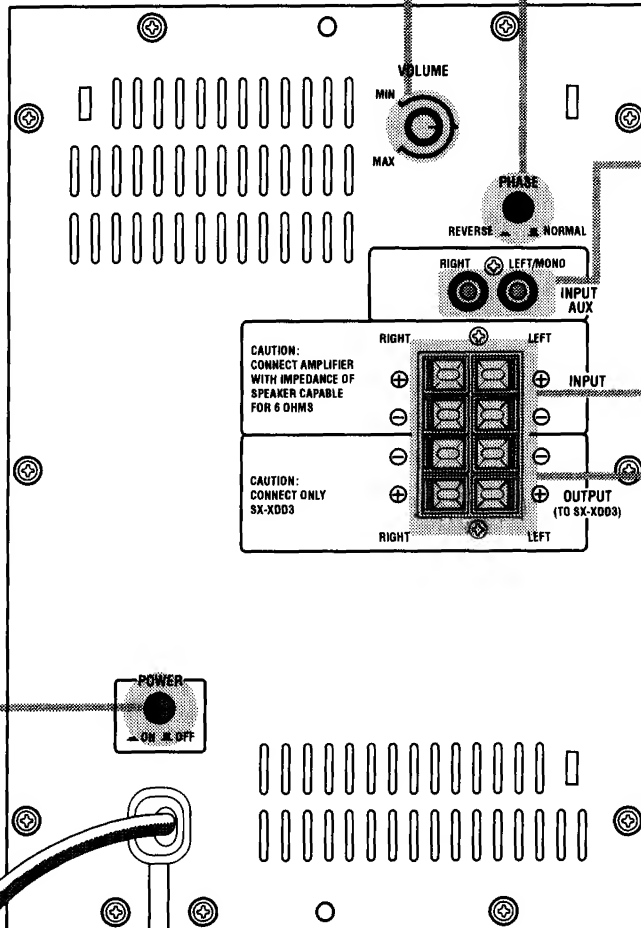 VOLUME
MIN
MAX
PHASE
REVERSE NORMAL
RIGHT LEFT/MONO
INPUT
AUX
RIGHT LEFT
CAUTION:
CONNECT AMPLIFIER
WITH IMPEDANCE OF
SPEAKER CAPABLE
FOR 6 OHMS
INPUT
CAUTION:
CONNECT ONLY
SX-XDD3
OUTPUT
(TO SX-XDD3)
RIGHT LEFT
POWER
ON OFF